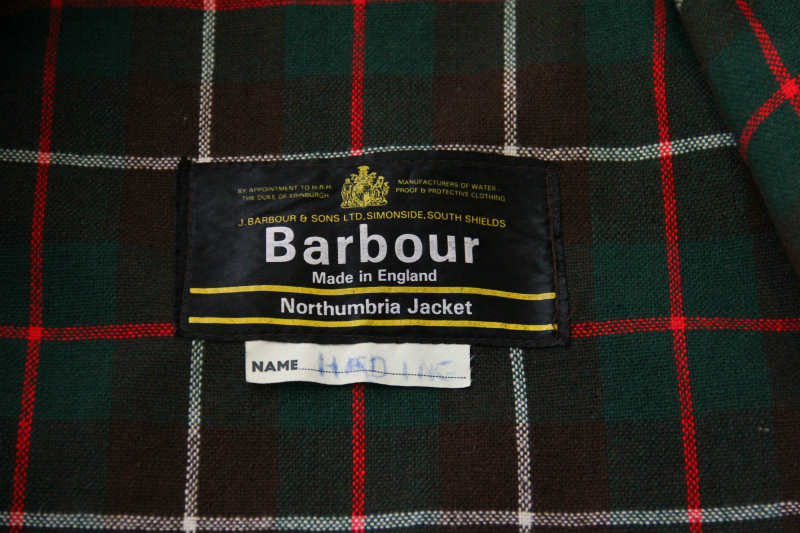 BY APPOINTMENT TO H.R.H.
THE DUKE OF EDINBURGH
MANUFACTURERS OF WATER-
PROOF & PROTECTIVE CLOTHING
J. BARBOUR & SONS LTD, SIMONSIDE, SOUTH SHIELDS
Barbour
Made in England
Northumbria Jacket
NAME